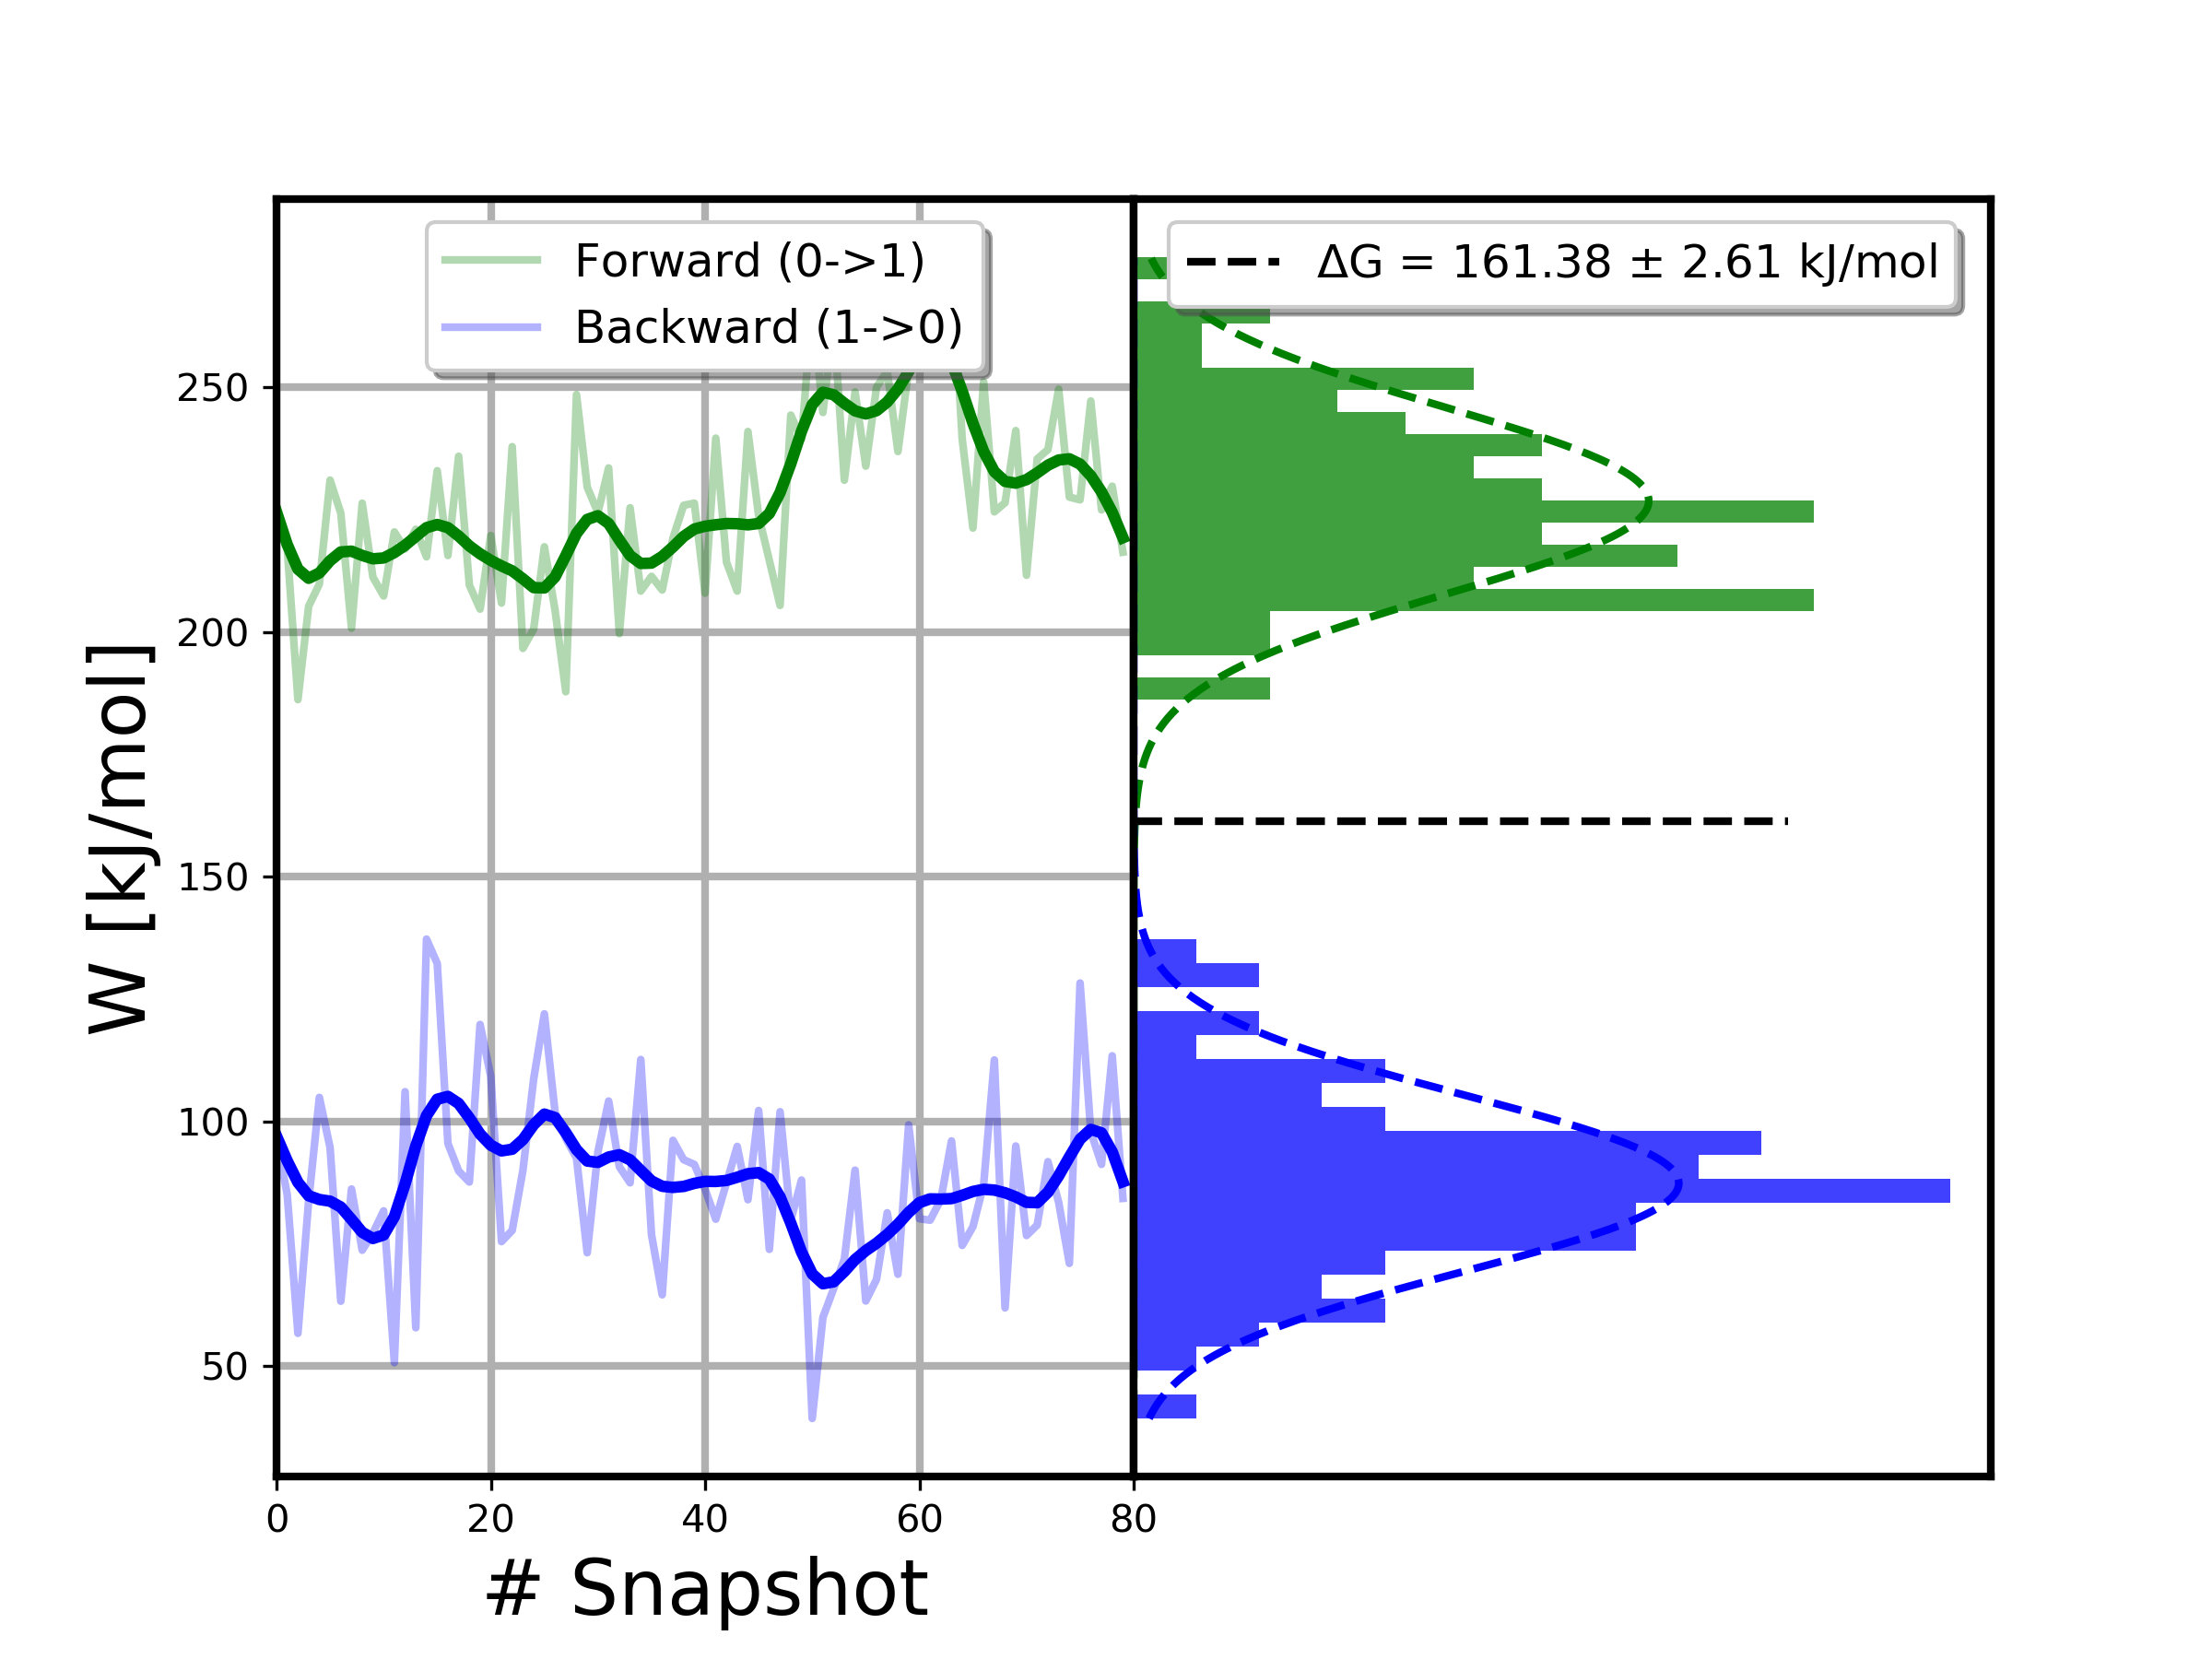 Forward (0->1)
Backward (1->0)
ΔG = 161.38 ± 2.61 kJ/mol
W [kJ/mol]
250
200
150
100
50
0 20 40 60 80
# Snapshot